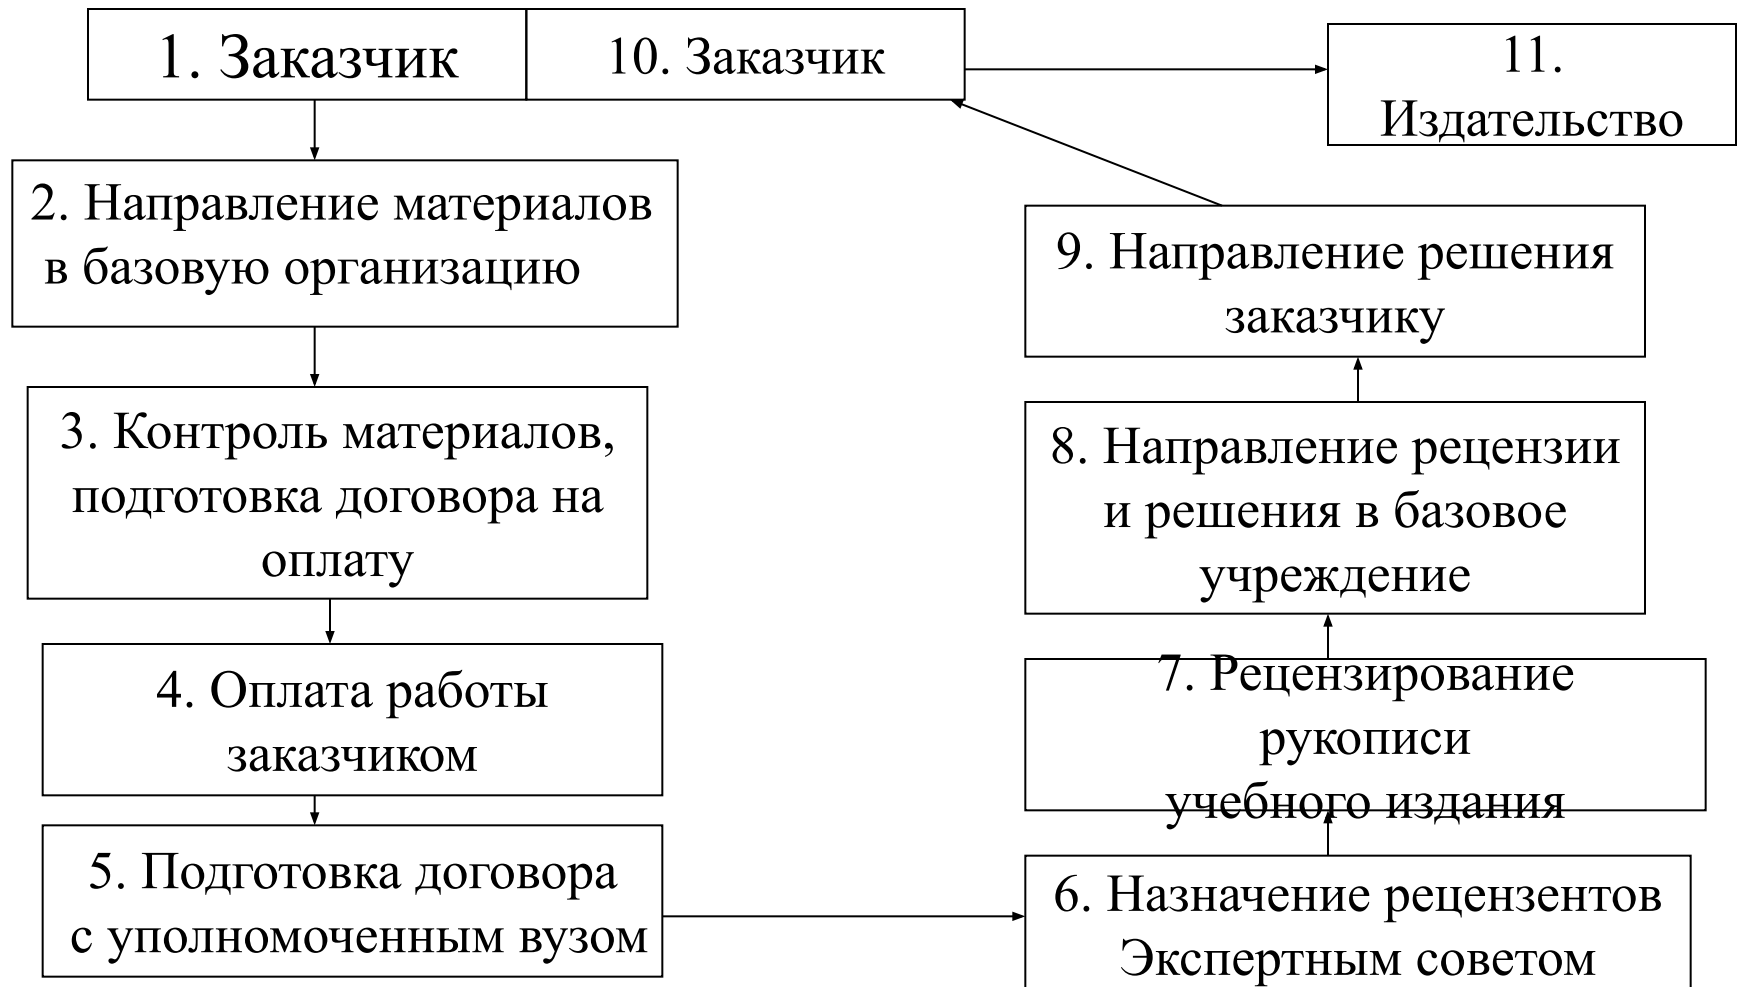 1. Заказчик
10. Заказчик
11.
Издательство
2. Направление материалов
в базовую организацию
3. Контроль материалов,
подготовка договора на
оплату
4. Оплата работы
заказчиком
5. Подготовка договора
с уполномоченным вузом
6. Назначение рецензентов
Экспертным советом
7. Рецензирование
рукописи
учебного издания
8. Направление рецензии
и решения в базовое
учреждение
9. Направление решения
заказчику